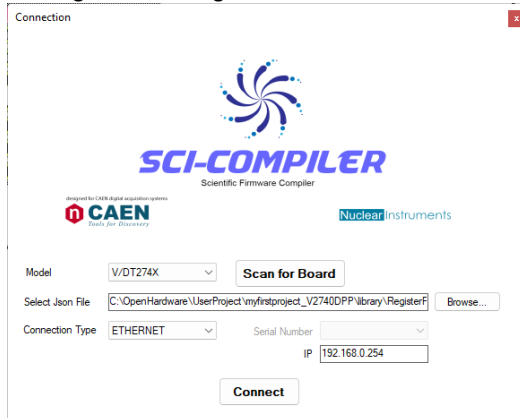 Connection
x
SCI-COMPILER
Scientific Firmware Compiler
designed for CAEN digital acquisition systems
n CAEN
Tools for Discovery
Nuclear Instruments
Model V/DT274X Scan for Board
Select Json File C:\OpenHardware\UserProject\myfirstproject_V2740DPP\library\RegisterF Browse...
Connection Type ETHERNET Serial Number
IP 192.168.0.254
Connect